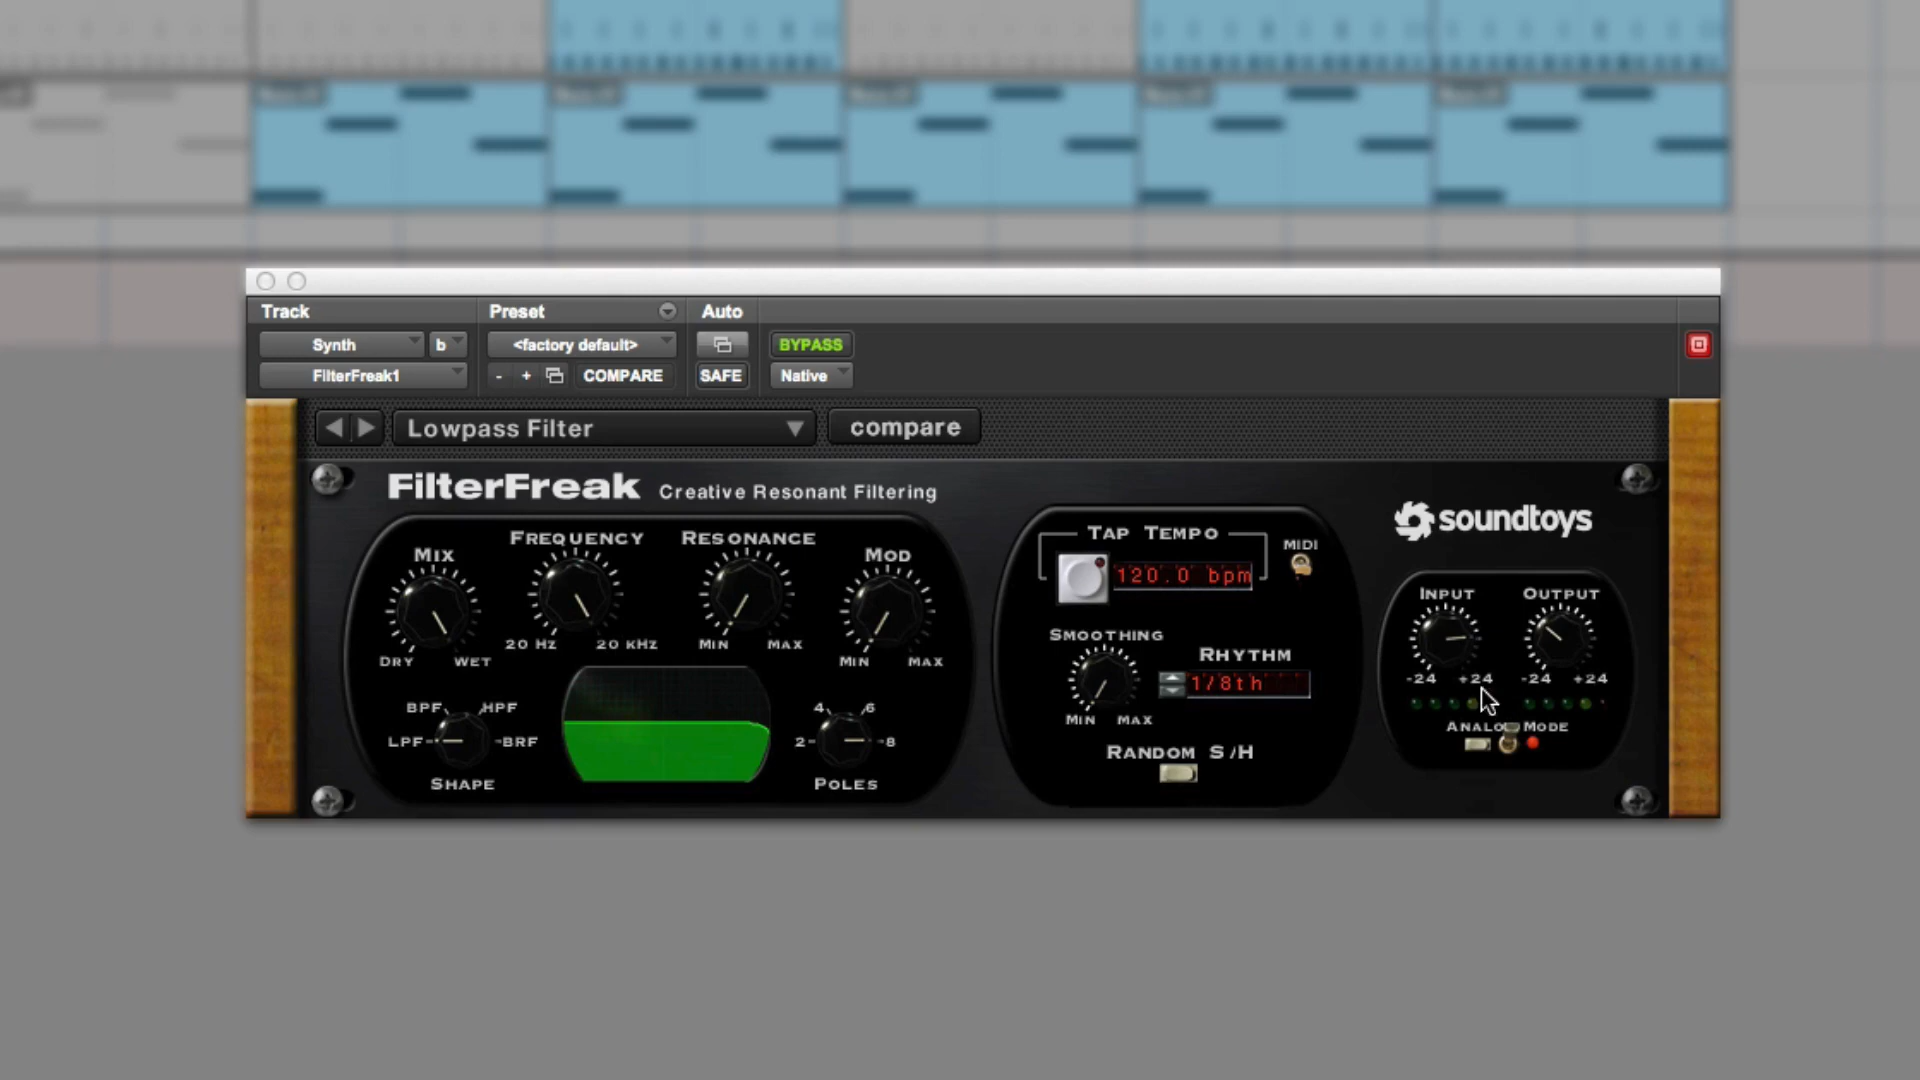 Track
Preset
Auto
Synth
b
<factory default>
BYPASS
FilterFreak1
- +
COMPARE
SAFE
Native
Lowpass Filter
compare
FilterFreak Creative Resonant Filtering
soundtoys
MIX
FREQUENCY
RESONANCE
MOD
DRY WET
20 HZ 20 KHZ
MIN MAX
MIN MAX
BPF HPF
LPF BRF
SHAPE
4 6
2 8
POLES
TAP TEMPO
120.0 bpm
MIDI
SMOOTHING
MIN MAX
RHYTHM
1/8th
RANDOM S/H
INPUT
OUTPUT
-24 +24
-24 +24
ANALOG MODE